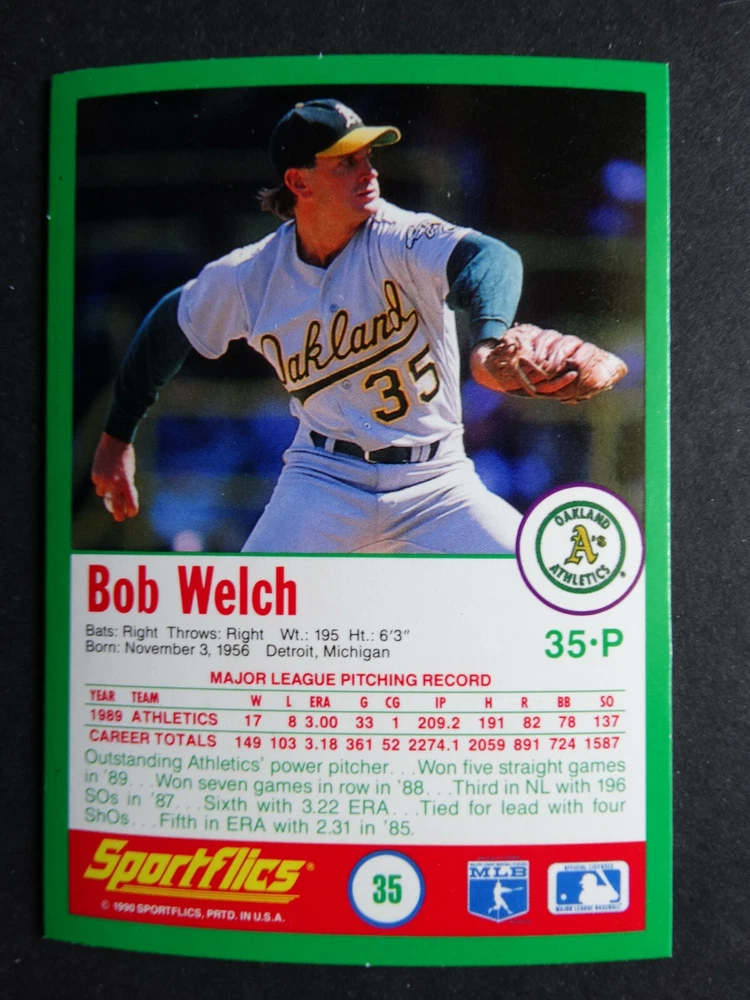 A's
Oakland
35
OAKLAND
A's
ATHLETICS
Bob Welch
Bats: Right Throws: Right Wt.: 195 Ht.: 6'3"
Born: November 3, 1956 Detroit, Michigan
35·P
MAJOR LEAGUE PITCHING RECORD
YEAR TEAM W L ERA G CG IP H R BB SO
1989 ATHLETICS 17 8 3.00 33 1 209.2 191 82 78 137
CAREER TOTALS 149 103 3.18 361 52 2274.1 2059 891 724 1587
Outstanding Athletics' power pitcher...Won five straight games
in '89...Won seven games in row in '88...Third in NL with 196
SOs in '87...Sixth with 3.22 ERA...Tied for lead with four
ShOs...Fifth in ERA with 2.31 in '85.
Sportflics®
© 1990 SPORTFLICS, PRTD. IN U.S.A.
35
MLB
OFFICIAL LICENSEE
MAJOR LEAGUE BASEBALL